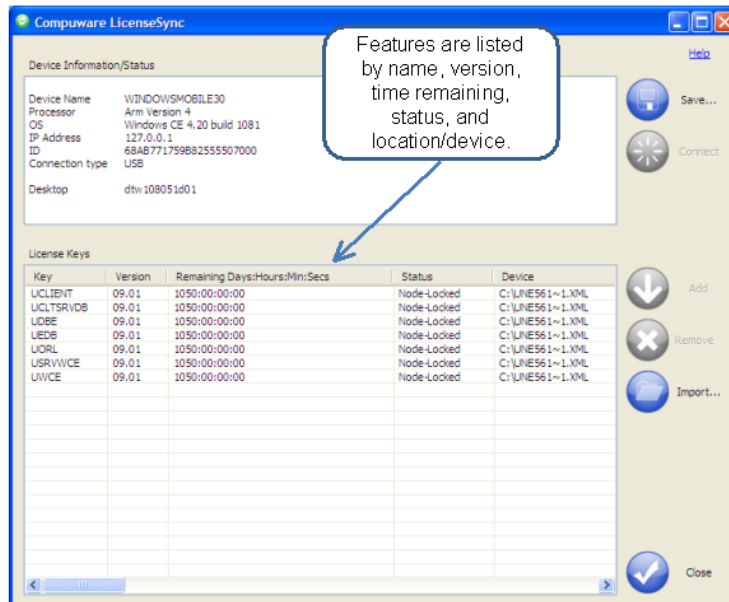 Compuware LicenseSync
Features are listed
by name, version,
time remaining,
status, and
location/device.
Help
Device Information/Status
Device Name WINDOWSMOBILE30
Processor Arm Version 4
OS Windows CE 4.20 build 1081
IP Address 127.0.0.1
ID 68AB771759B82555507000
Connection type USB
Desktop dtw108051d01
Save...
Connect
License Keys
Key Version Remaining Days:Hours:Min:Secs Status Device
UCLIENT 09.01 1050:00:00:00 Node-Locked C:\UNE561~1.XML
UCLTSRVDB 09.01 1050:00:00:00 Node-Locked C:\UNE561~1.XML
UDBE 09.01 1050:00:00:00 Node-Locked C:\UNE561~1.XML
UEDB 09.01 1050:00:00:00 Node-Locked C:\UNE561~1.XML
UORL 09.01 1050:00:00:00 Node-Locked C:\UNE561~1.XML
USRVWCE 09.01 1050:00:00:00 Node-Locked C:\UNE561~1.XML
UWCE 09.01 1050:00:00:00 Node-Locked C:\UNE561~1.XML
Add
Remove
Import...
Close